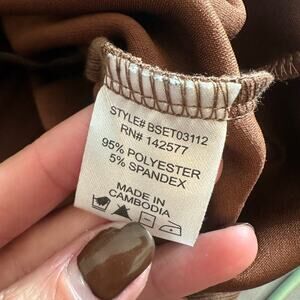 STYLE# BSET03112
RN# 142577
95% POLYESTER
5% SPANDEX
MADE IN
CAMBODIA